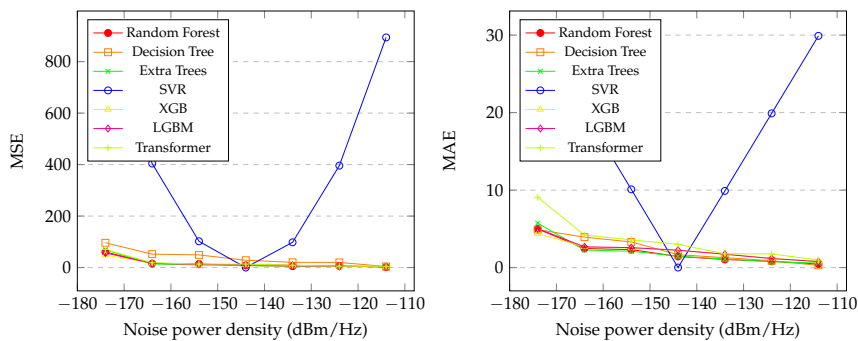 MSE
800
600
400
200
0
−180 −170 −160 −150 −140 −130 −120 −110
Noise power density (dBm/Hz)
Random Forest
Decision Tree
Extra Trees
SVR
XGB
LGBM
Transformer
MAE
30
20
10
0
−180 −170 −160 −150 −140 −130 −120 −110
Noise power density (dBm/Hz)
Random Forest
Decision Tree
Extra Trees
SVR
XGB
LGBM
Transformer